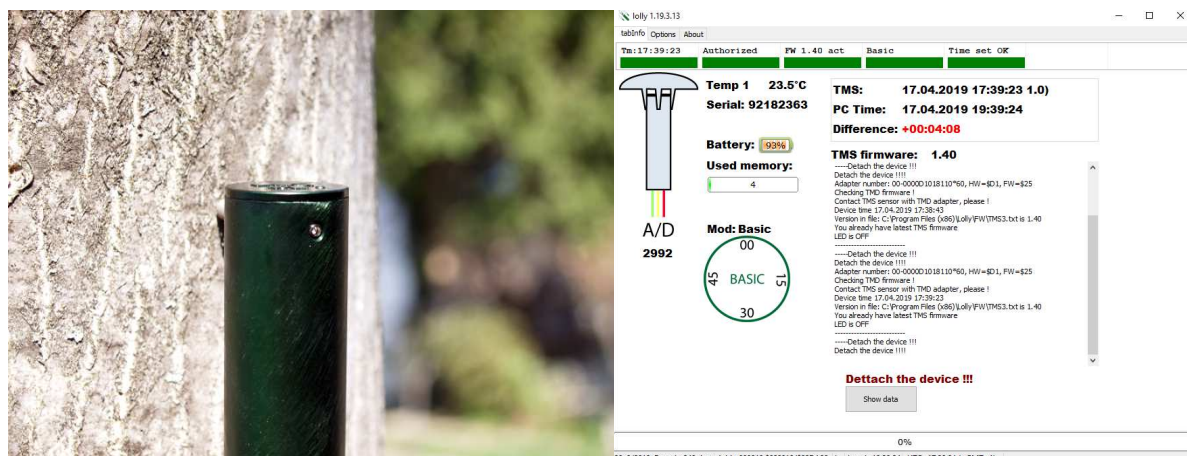 lolly 1.19.3.13
tabInfo Options About
Tm:17:39:23 Authorized FW 1.40 act Basic Time set OK
Temp 1 23.5°C
Serial: 92182363
Battery: 93%
Used memory:
4
A/D
2992
Mod: Basic
00
45 BASIC 15
30
TMS: 17.04.2019 17:39:23 1.0)
PC Time: 17.04.2019 19:39:24
Difference: +00:04:08
TMS firmware: 1.40
-----Detach the device !!!
Detach the device !!!!
Adapter number: 00-0000D1018110*60, HW=$D1, FW=$25
Checking TMD firmware !
Contact TMS sensor with TMD adapter, please !
Device time 17.04.2019 17:38:43
Version in file: C:\Program Files (x86)\Lolly\FW\TMS3.txt is 1.40
You already have latest TMS firmware
LED is OFF
--------------------------
-----Detach the device !!!
Detach the device !!!!
Adapter number: 00-0000D1018110*60, HW=$D1, FW=$25
Checking TMD firmware !
Contact TMS sensor with TMD adapter, please !
Device time 17.04.2019 17:39:23
Version in file: C:\Program Files (x86)\Lolly\FW\TMS3.txt is 1.40
You already have latest TMS firmware
LED is OFF
--------------------------
-----Detach the device !!!
Detach the device !!!!
Dettach the device !!!
Show data
0%